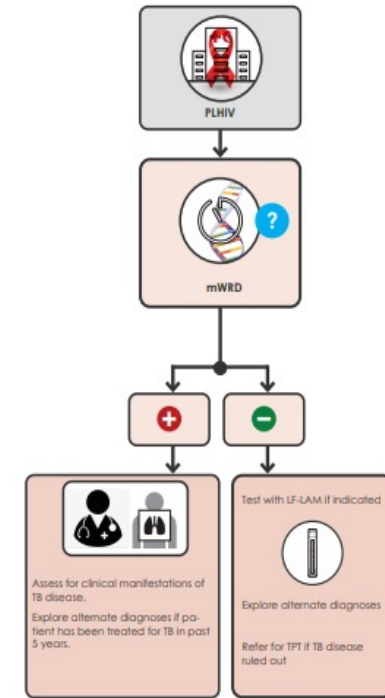 PLHIV
?
mWRD
Assess for clinical manifestations of
TB disease.
Explore alternate diagnoses if pa-
tient has been treated for TB in past
5 years.
Test with LF-LAM if indicated
Explore alternate diagnoses
Refer for TPT if TB disease
ruled out